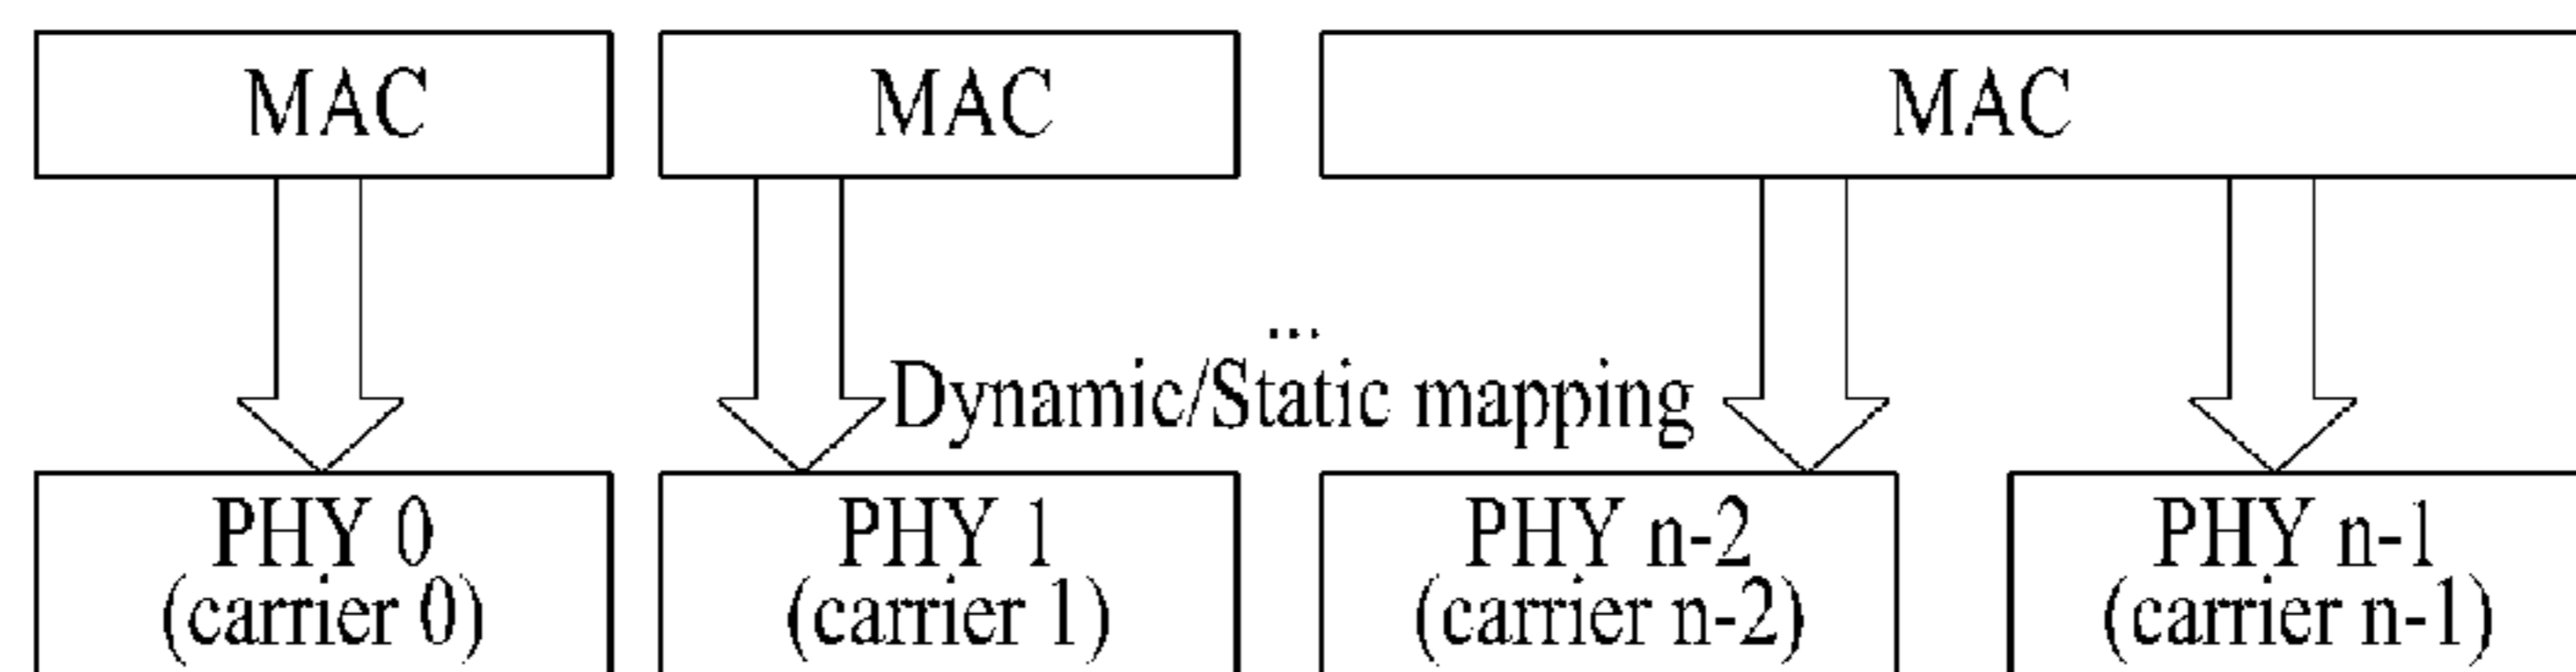 MAC
MAC
MAC
...
Dynamic/Static mapping
PHY 0
(carrier 0)
PHY 1
(carrier 1)
PHY n-2
(carrier n-2)
PHY n-1
(carrier n-1)